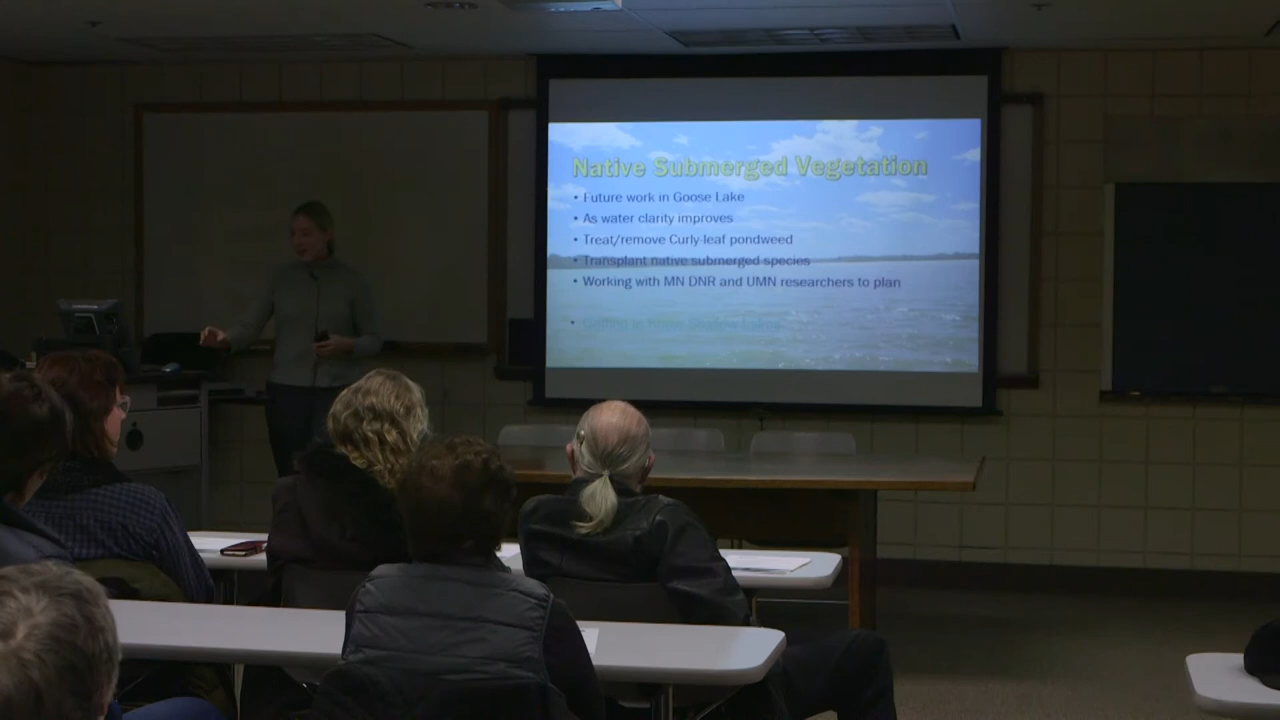 Native Submerged Vegetation
• Future work in Goose Lake
• As water clarity improves
• Treat/remove Curly-leaf pondweed
• Transplant native submerged species
• Working with MN DNR and UMN researchers to plan